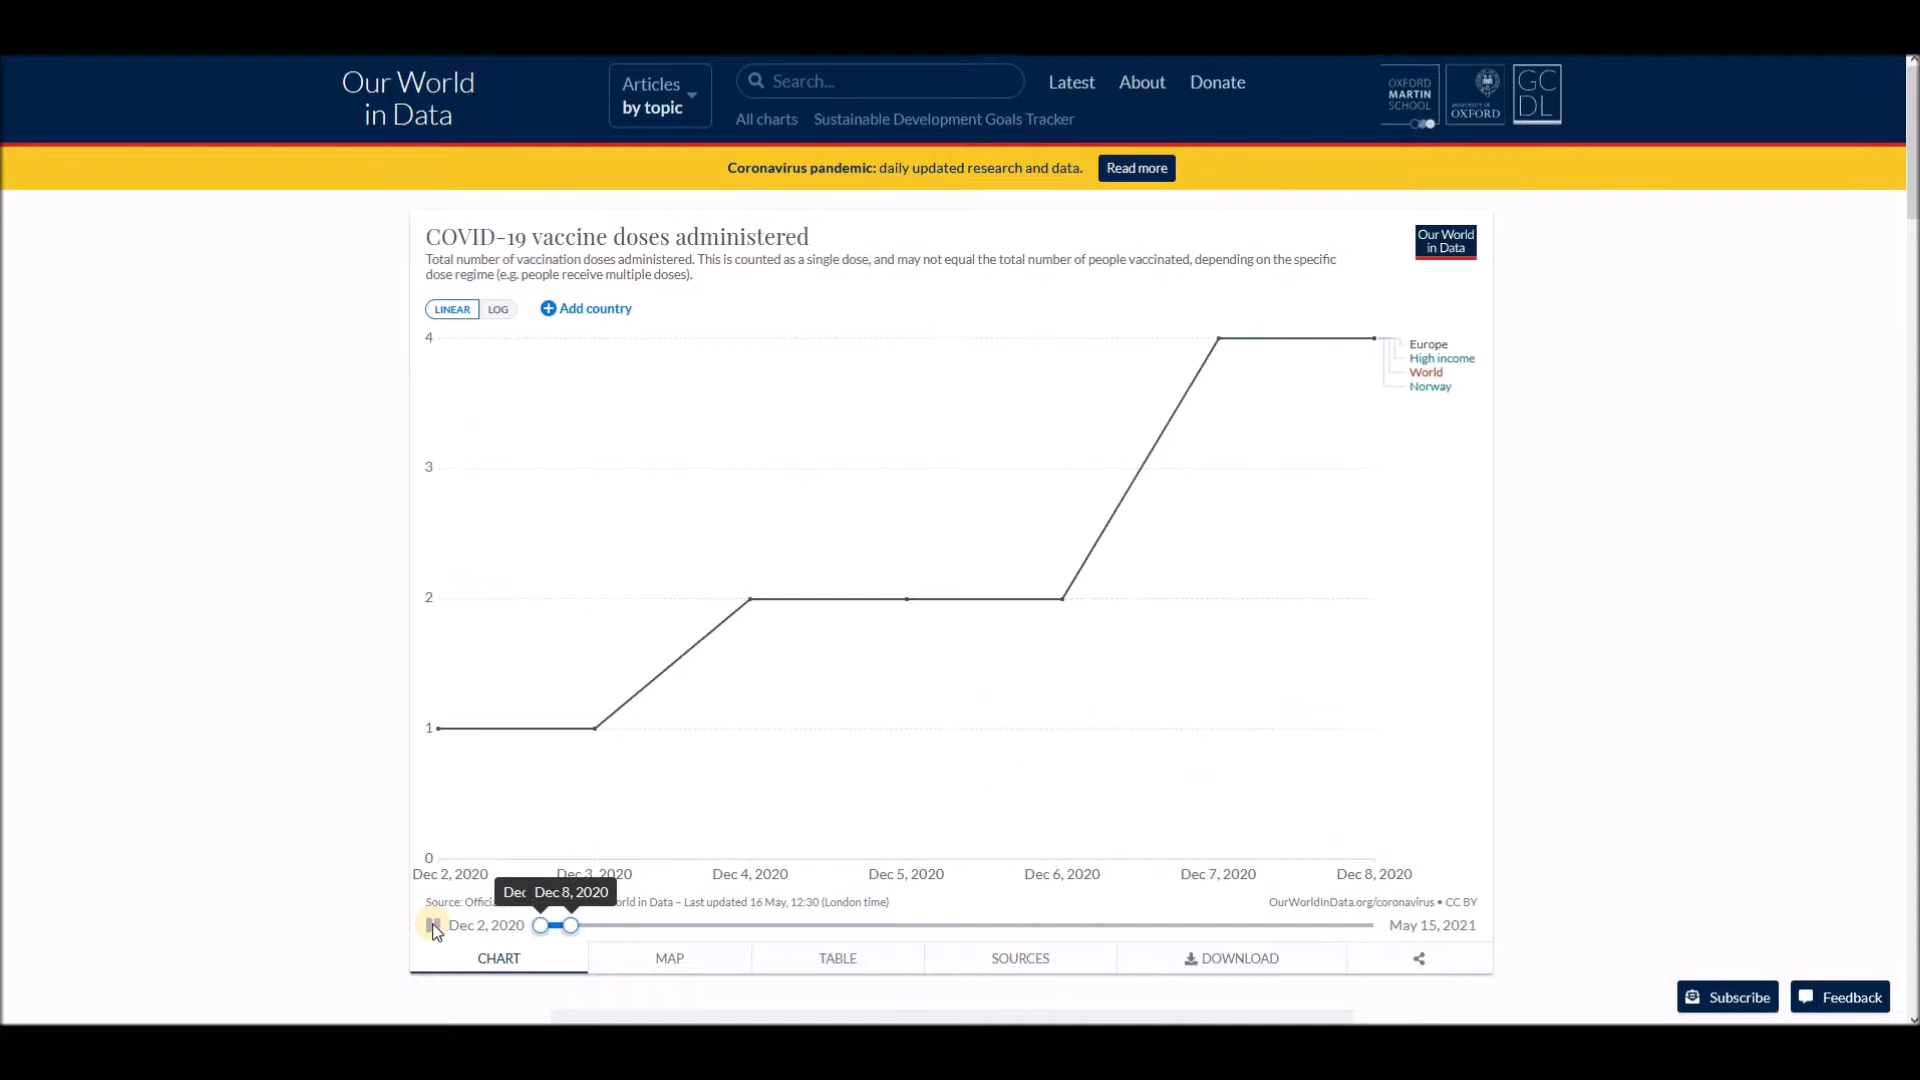 Our World
in Data
Articles
by topic
Search...
Latest
About
Donate
All charts
Sustainable Development Goals Tracker
OXFORD
MARTIN
SCHOOL
UNIVERSITY OF
OXFORD
GC
DL
Coronavirus pandemic: daily updated research and data.
Read more
COVID-19 vaccine doses administered
Our World
in Data
Total number of vaccination doses administered. This is counted as a single dose, and may not equal the total number of people vaccinated, depending on the specific
dose regime (e.g. people receive multiple doses).
LINEAR
LOG
Add country
4
3
2
1
0
Europe
High income
World
Norway
Dec 2, 2020
Dec 3, 2020
Dec 4, 2020
Dec 5, 2020
Dec 6, 2020
Dec 7, 2020
Dec 8, 2020
Dec
Dec 8, 2020
Source: in Data – Last updated 16 May, 12:30 (London time)
OurWorldInData.org/coronavirus • CC BY
Dec 2, 2020
May 15, 2021
CHART
MAP
TABLE
SOURCES
DOWNLOAD
Subscribe
Feedback